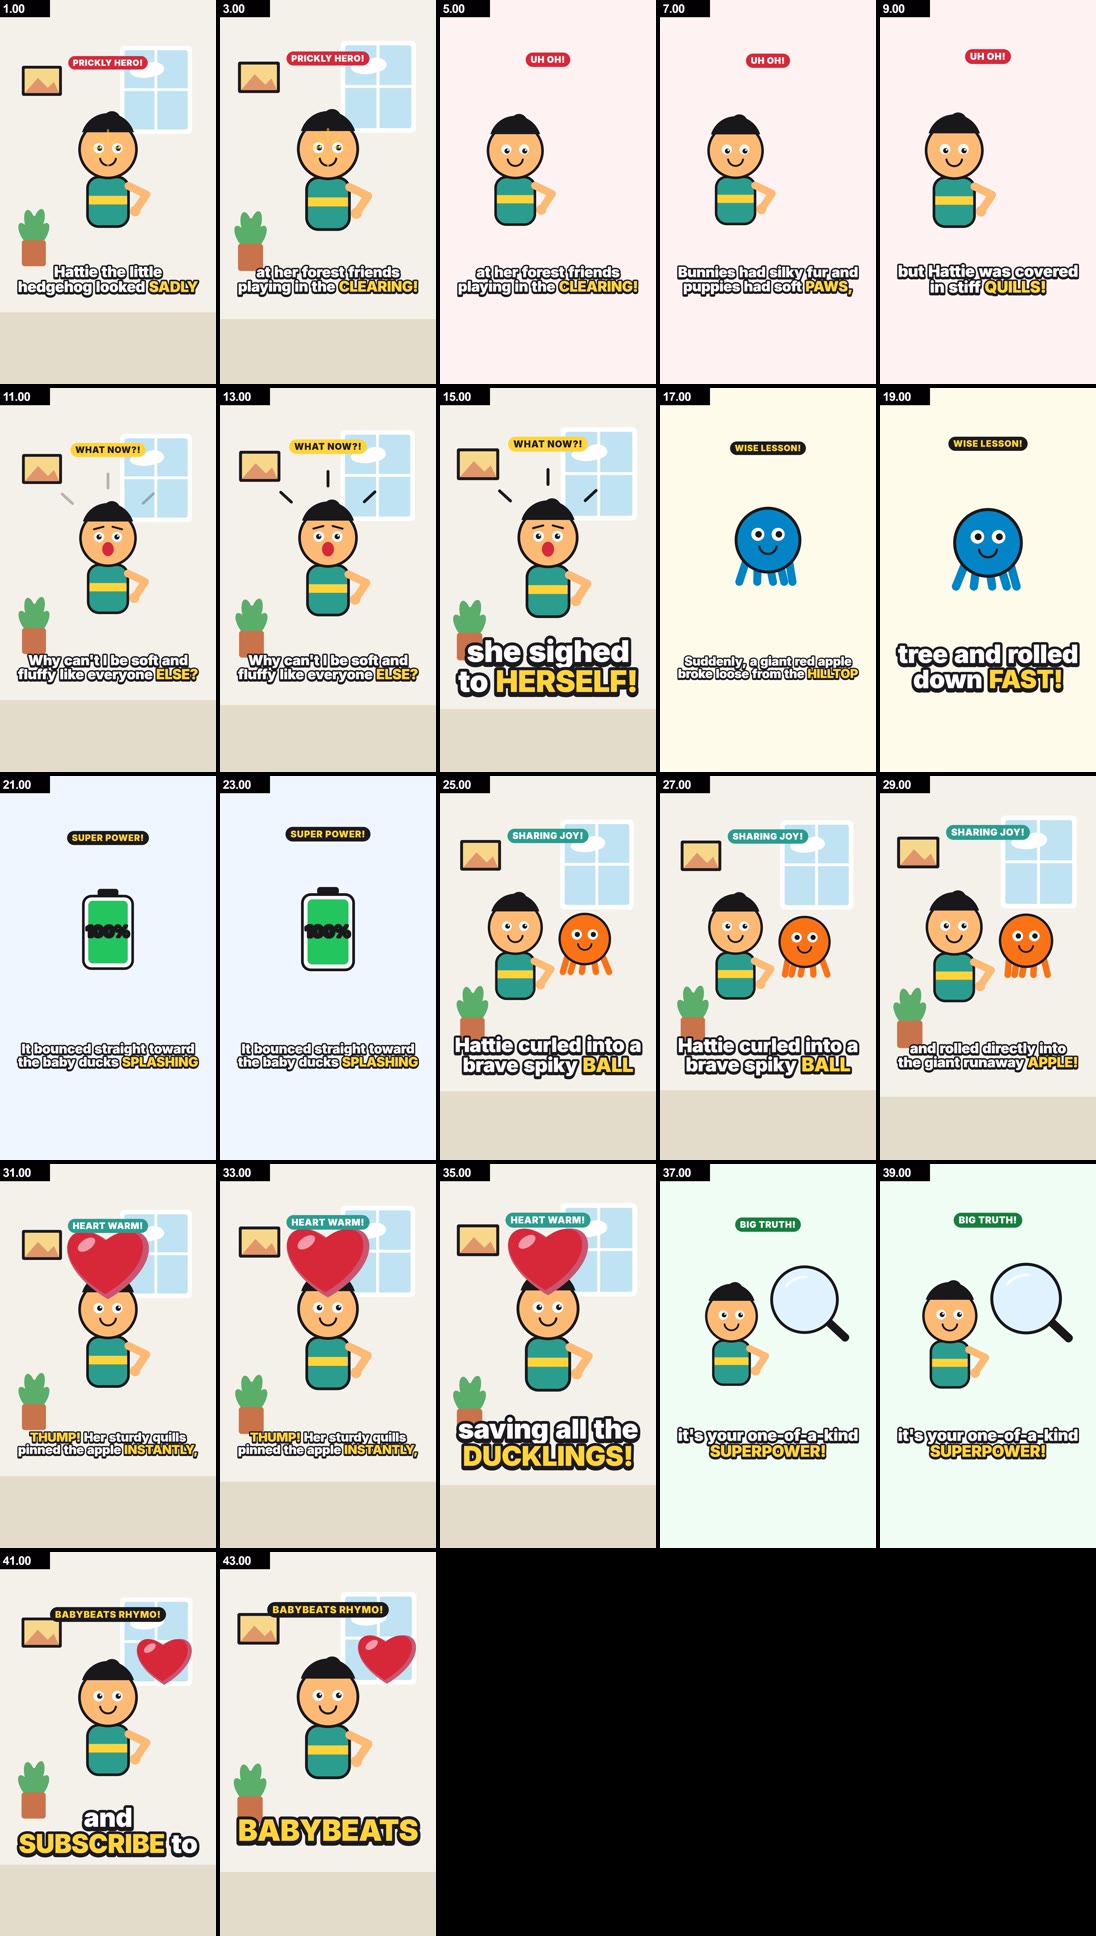 1.00
PRICKLY HERO!
Hattie the little
hedgehog looked SADLY
3.00
PRICKLY HERO!
at her forest friends
playing in the CLEARING!
5.00
UH OH!
at her forest friends
playing in the CLEARING!
7.00
UH OH!
Bunnies had silky fur and
puppies had soft PAWS,
9.00
UH OH!
but Hattie was covered
in stiff QUILLS!
11.00
WHAT NOW?!
Why can't I be soft and
fluffy like everyone ELSE?
13.00
WHAT NOW?!
Why can't I be soft and
fluffy like everyone ELSE?
15.00
WHAT NOW?!
she sighed
to HERSELF!
17.00
WISE LESSON!
Suddenly, a giant red apple
broke loose from the HILLTOP
19.00
WISE LESSON!
tree and rolled
down FAST!
21.00
SUPER POWER!
100%
It bounced straight toward
the baby ducks SPLASHING
23.00
SUPER POWER!
100%
It bounced straight toward
the baby ducks SPLASHING
25.00
SHARING JOY!
Hattie curled into a
brave spiky BALL
27.00
SHARING JOY!
Hattie curled into a
brave spiky BALL
29.00
SHARING JOY!
and rolled directly into
the giant runaway APPLE!
31.00
HEART WARM!
THUMP! Her sturdy quills
pinned the apple INSTANTLY,
33.00
HEART WARM!
THUMP! Her sturdy quills
pinned the apple INSTANTLY,
35.00
HEART WARM!
saving all the
DUCKLINGS!
37.00
BIG TRUTH!
it's your one-of-a-kind
SUPERPOWER!
39.00
BIG TRUTH!
it's your one-of-a-kind
SUPERPOWER!
41.00
BABYBEATS RHYMO!
and
SUBSCRIBE to
43.00
BABYBEATS RHYMO!
BABYBEATS